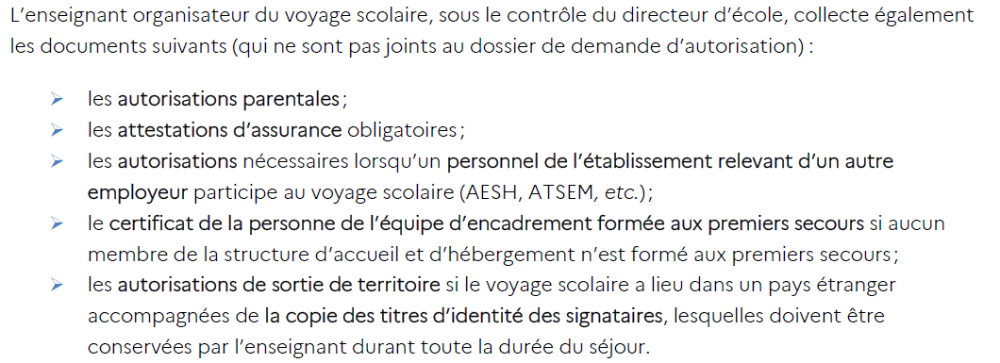 L’enseignant organisateur du voyage scolaire, sous le contrôle du directeur d’école, collecte également
les documents suivants (qui ne sont pas joints au dossier de demande d’autorisation) :
➢ les autorisations parentales ;
➢ les attestations d’assurance obligatoires ;
➢ les autorisations nécessaires lorsqu’un personnel de l’établissement relevant d’un autre
employeur participe au voyage scolaire (AESH, ATSEM, etc.) ;
➢ le certificat de la personne de l’équipe d’encadrement formée aux premiers secours si aucun
membre de la structure d’accueil et d’hébergement n’est formé aux premiers secours ;
➢ les autorisations de sortie de territoire si le voyage scolaire a lieu dans un pays étranger
accompagnées de la copie des titres d’identité des signataires, lesquelles doivent être
conservées par l’enseignant durant toute la durée du séjour.